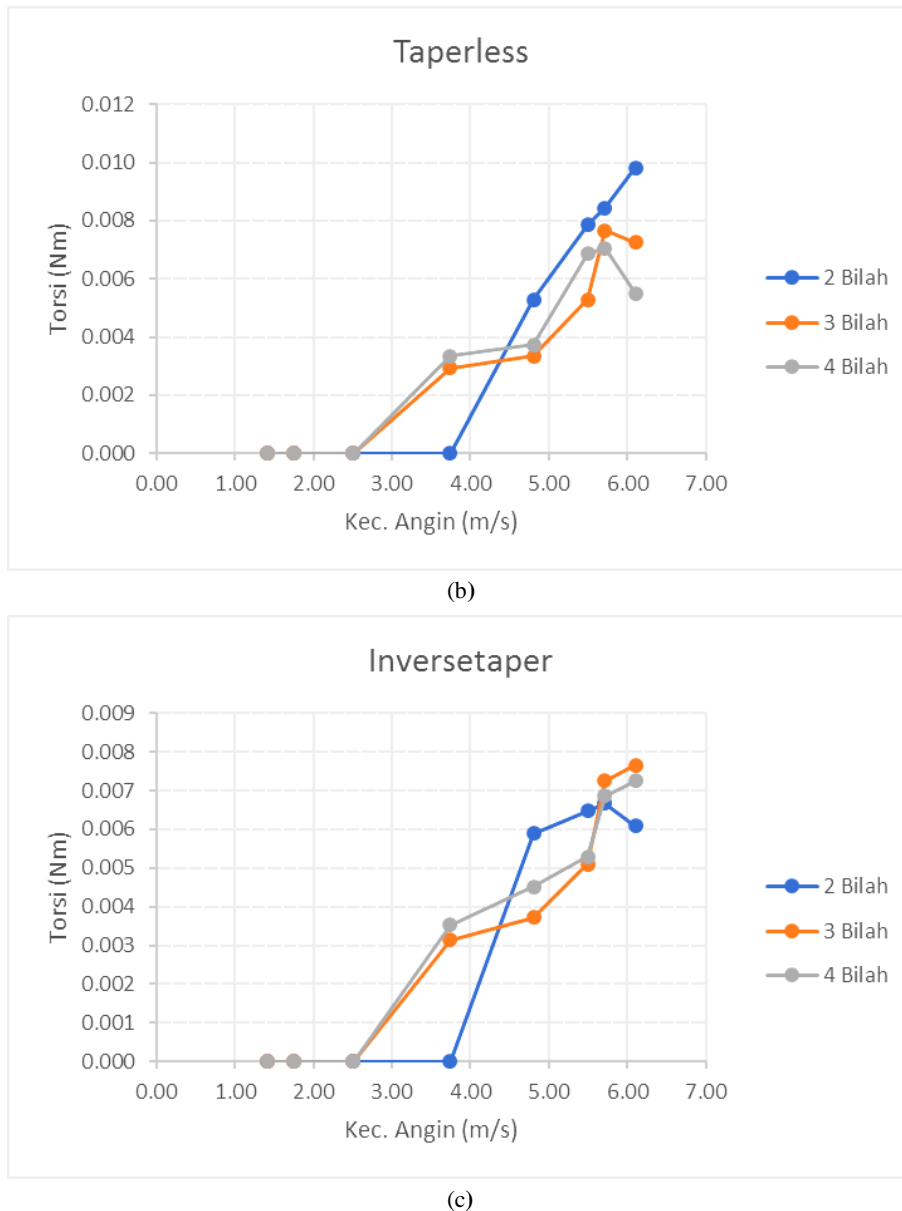 Taperless
0.012
0.010
0.008
0.006
0.004
0.002
0.000
Torsi (Nm)
0.00 1.00 2.00 3.00 4.00 5.00 6.00 7.00
Kec. Angin (m/s)
2 Bilah
3 Bilah
4 Bilah
(b)
Inversetaper
0.009
0.008
0.007
0.006
0.005
0.004
0.003
0.002
0.001
0.000
Torsi (Nm)
0.00 1.00 2.00 3.00 4.00 5.00 6.00 7.00
Kec. Angin (m/s)
2 Bilah
3 Bilah
4 Bilah
(c)